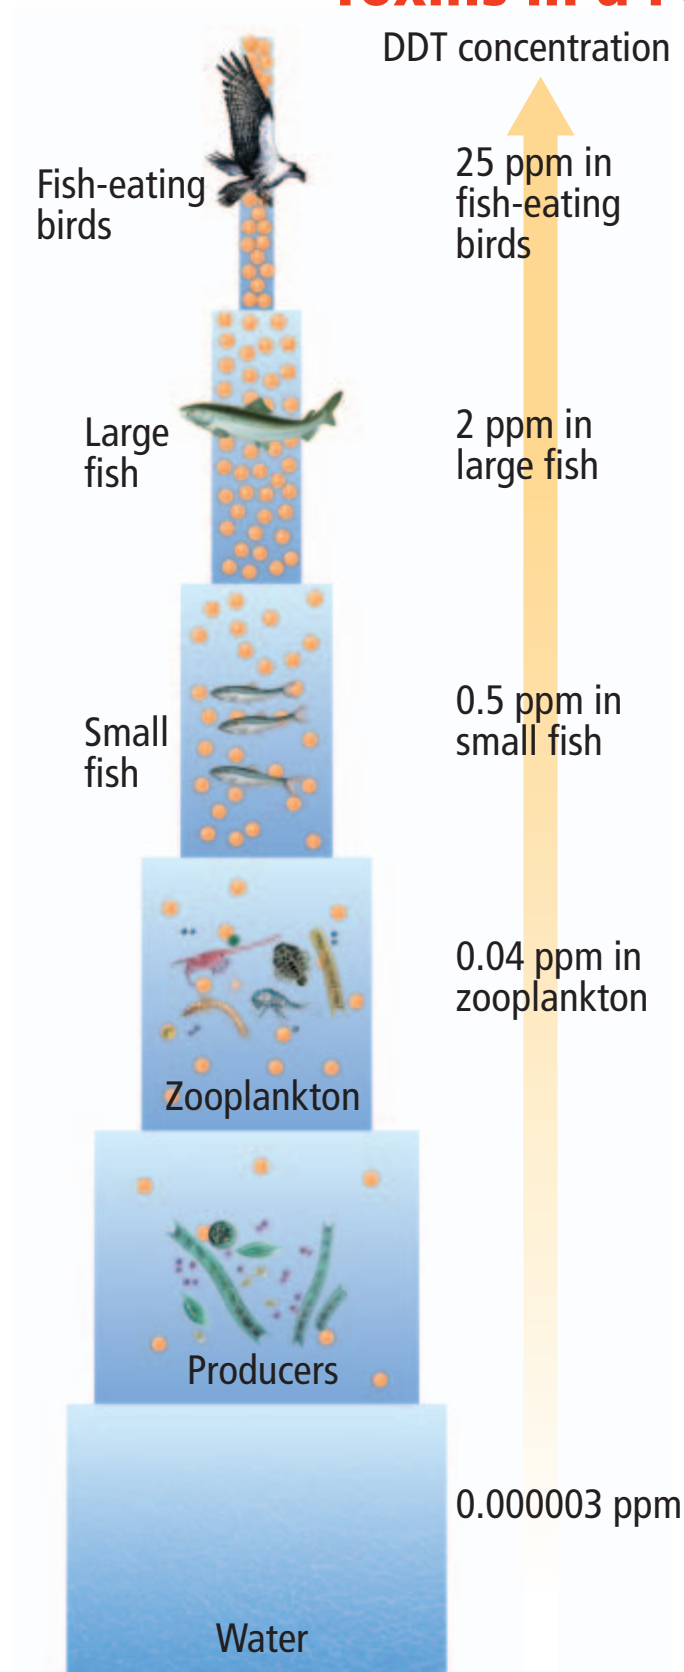 DDT concentration
Fish-eating
birds
25 ppm in
fish-eating
birds
Large
fish
2 ppm in
large fish
Small
fish
0.5 ppm in
small fish
0.04 ppm in
zooplankton
Zooplankton
Producers
0.000003 ppm
Water